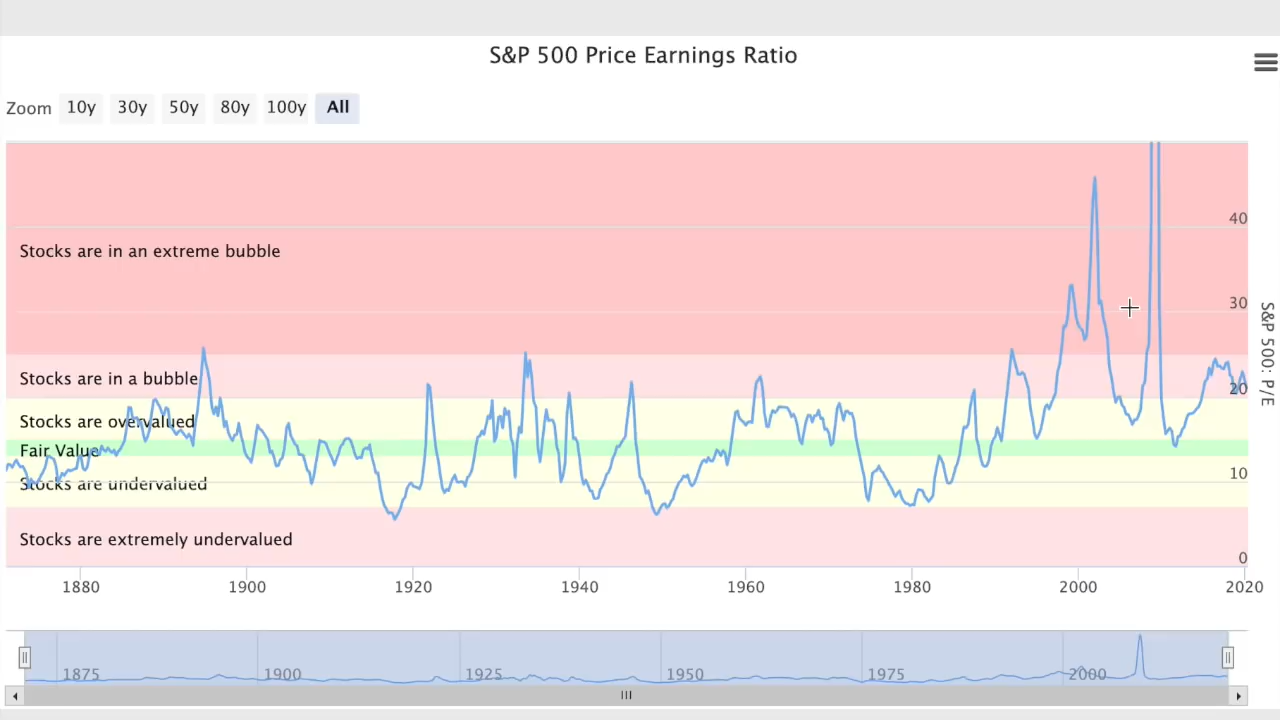 S&P 500 Price Earnings Ratio
Zoom 10y 30y 50y 80y 100y All
40
Stocks are in an extreme bubble
30
S&P 500: P/E
Stocks are in a bubble
20
Stocks are overvalued
Fair Value
10
Stocks are undervalued
Stocks are extremely undervalued
0
1880 1900 1920 1940 1960 1980 2000 2020
1875 1900 1925 1950 1975 2000